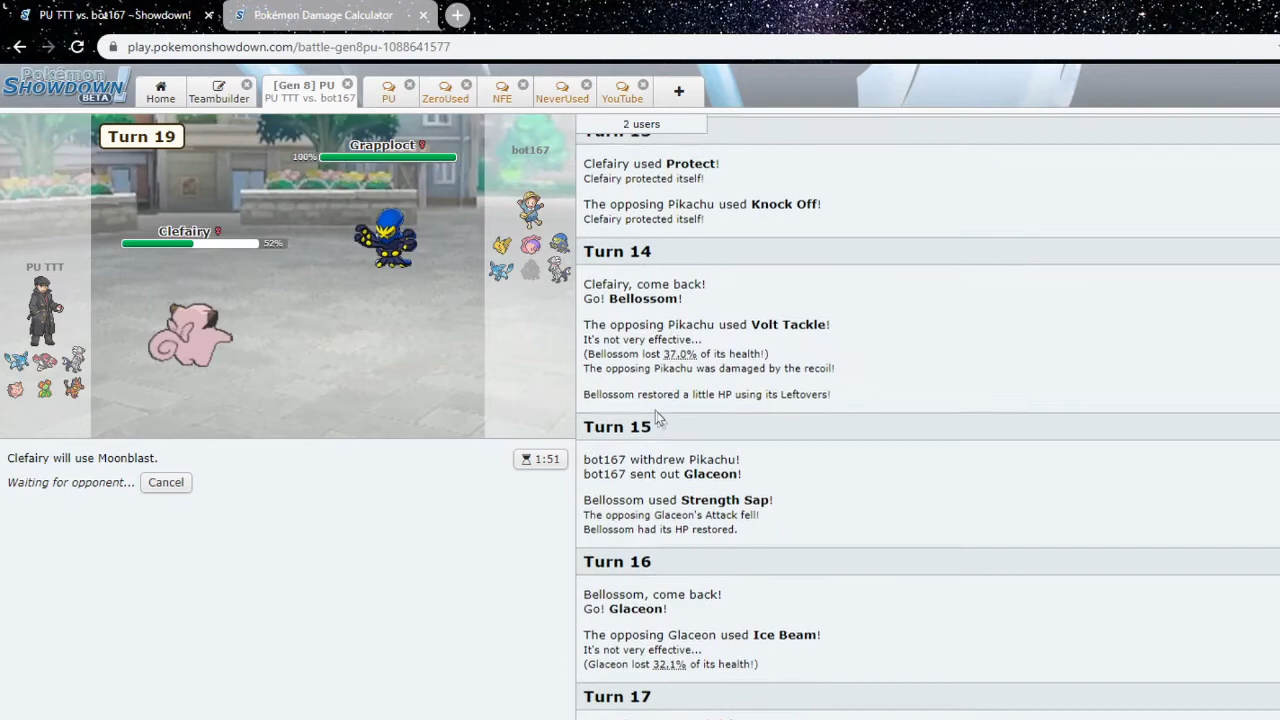 PU TTT vs. bot167 - Showdown!
Pokémon Damage Calculator
play.pokemonshowdown.com/battle-gen8pu-1088641577
Pokémon
SHOWDOWN
BETA
Home
Teambuilder
[Gen 8] PU
PU TTT vs. bot167
PU
ZeroUsed
NFE
NeverUsed
YouTube
2 users
Turn 19
Grapploct
100%
Clefairy
52%
PU TTT
bot167
Clefairy will use Moonblast.
Waiting for opponent...
Cancel
1:51
Turn 13
Clefairy used Protect!
Clefairy protected itself!
The opposing Pikachu used Knock Off!
Clefairy protected itself!
Turn 14
Clefairy, come back!
Go! Bellossom!
The opposing Pikachu used Volt Tackle!
It's not very effective...
(Bellossom lost 37.0% of its health!)
The opposing Pikachu was damaged by the recoil!
Bellossom restored a little HP using its Leftovers!
Turn 15
bot167 withdrew Pikachu!
bot167 sent out Glaceon!
Bellossom used Strength Sap!
The opposing Glaceon's Attack fell!
Bellossom had its HP restored.
Turn 16
Bellossom, come back!
Go! Glaceon!
The opposing Glaceon used Ice Beam!
It's not very effective...
(Glaceon lost 32.1% of its health!)
Turn 17